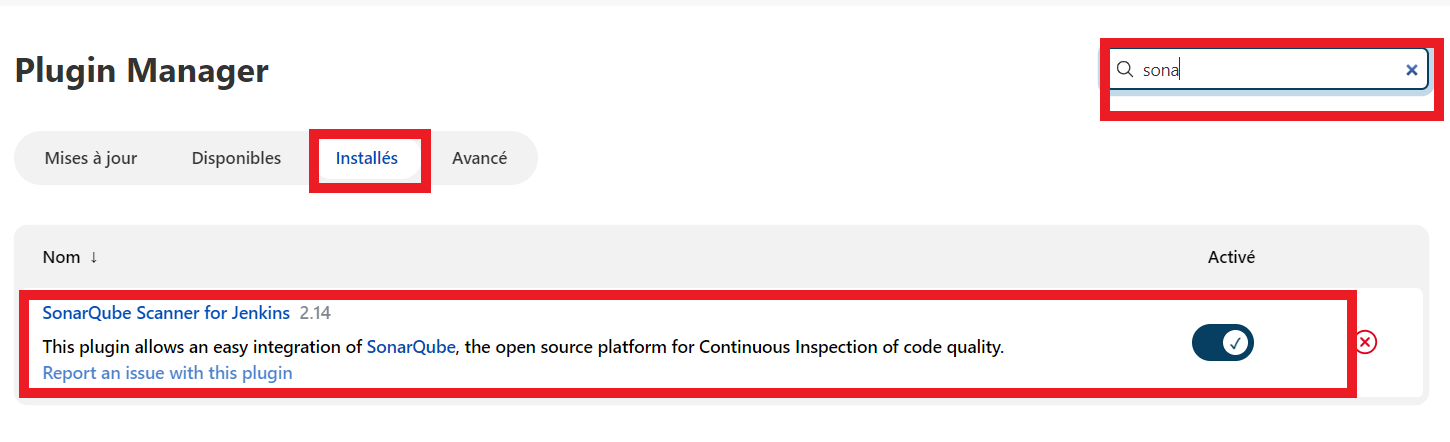 Plugin Manager
sona
Mises à jour Disponibles Installés Avancé
Nom ↓ Activé
SonarQube Scanner for Jenkins 2.14
This plugin allows an easy integration of SonarQube, the open source platform for Continuous Inspection of code quality.
Report an issue with this plugin